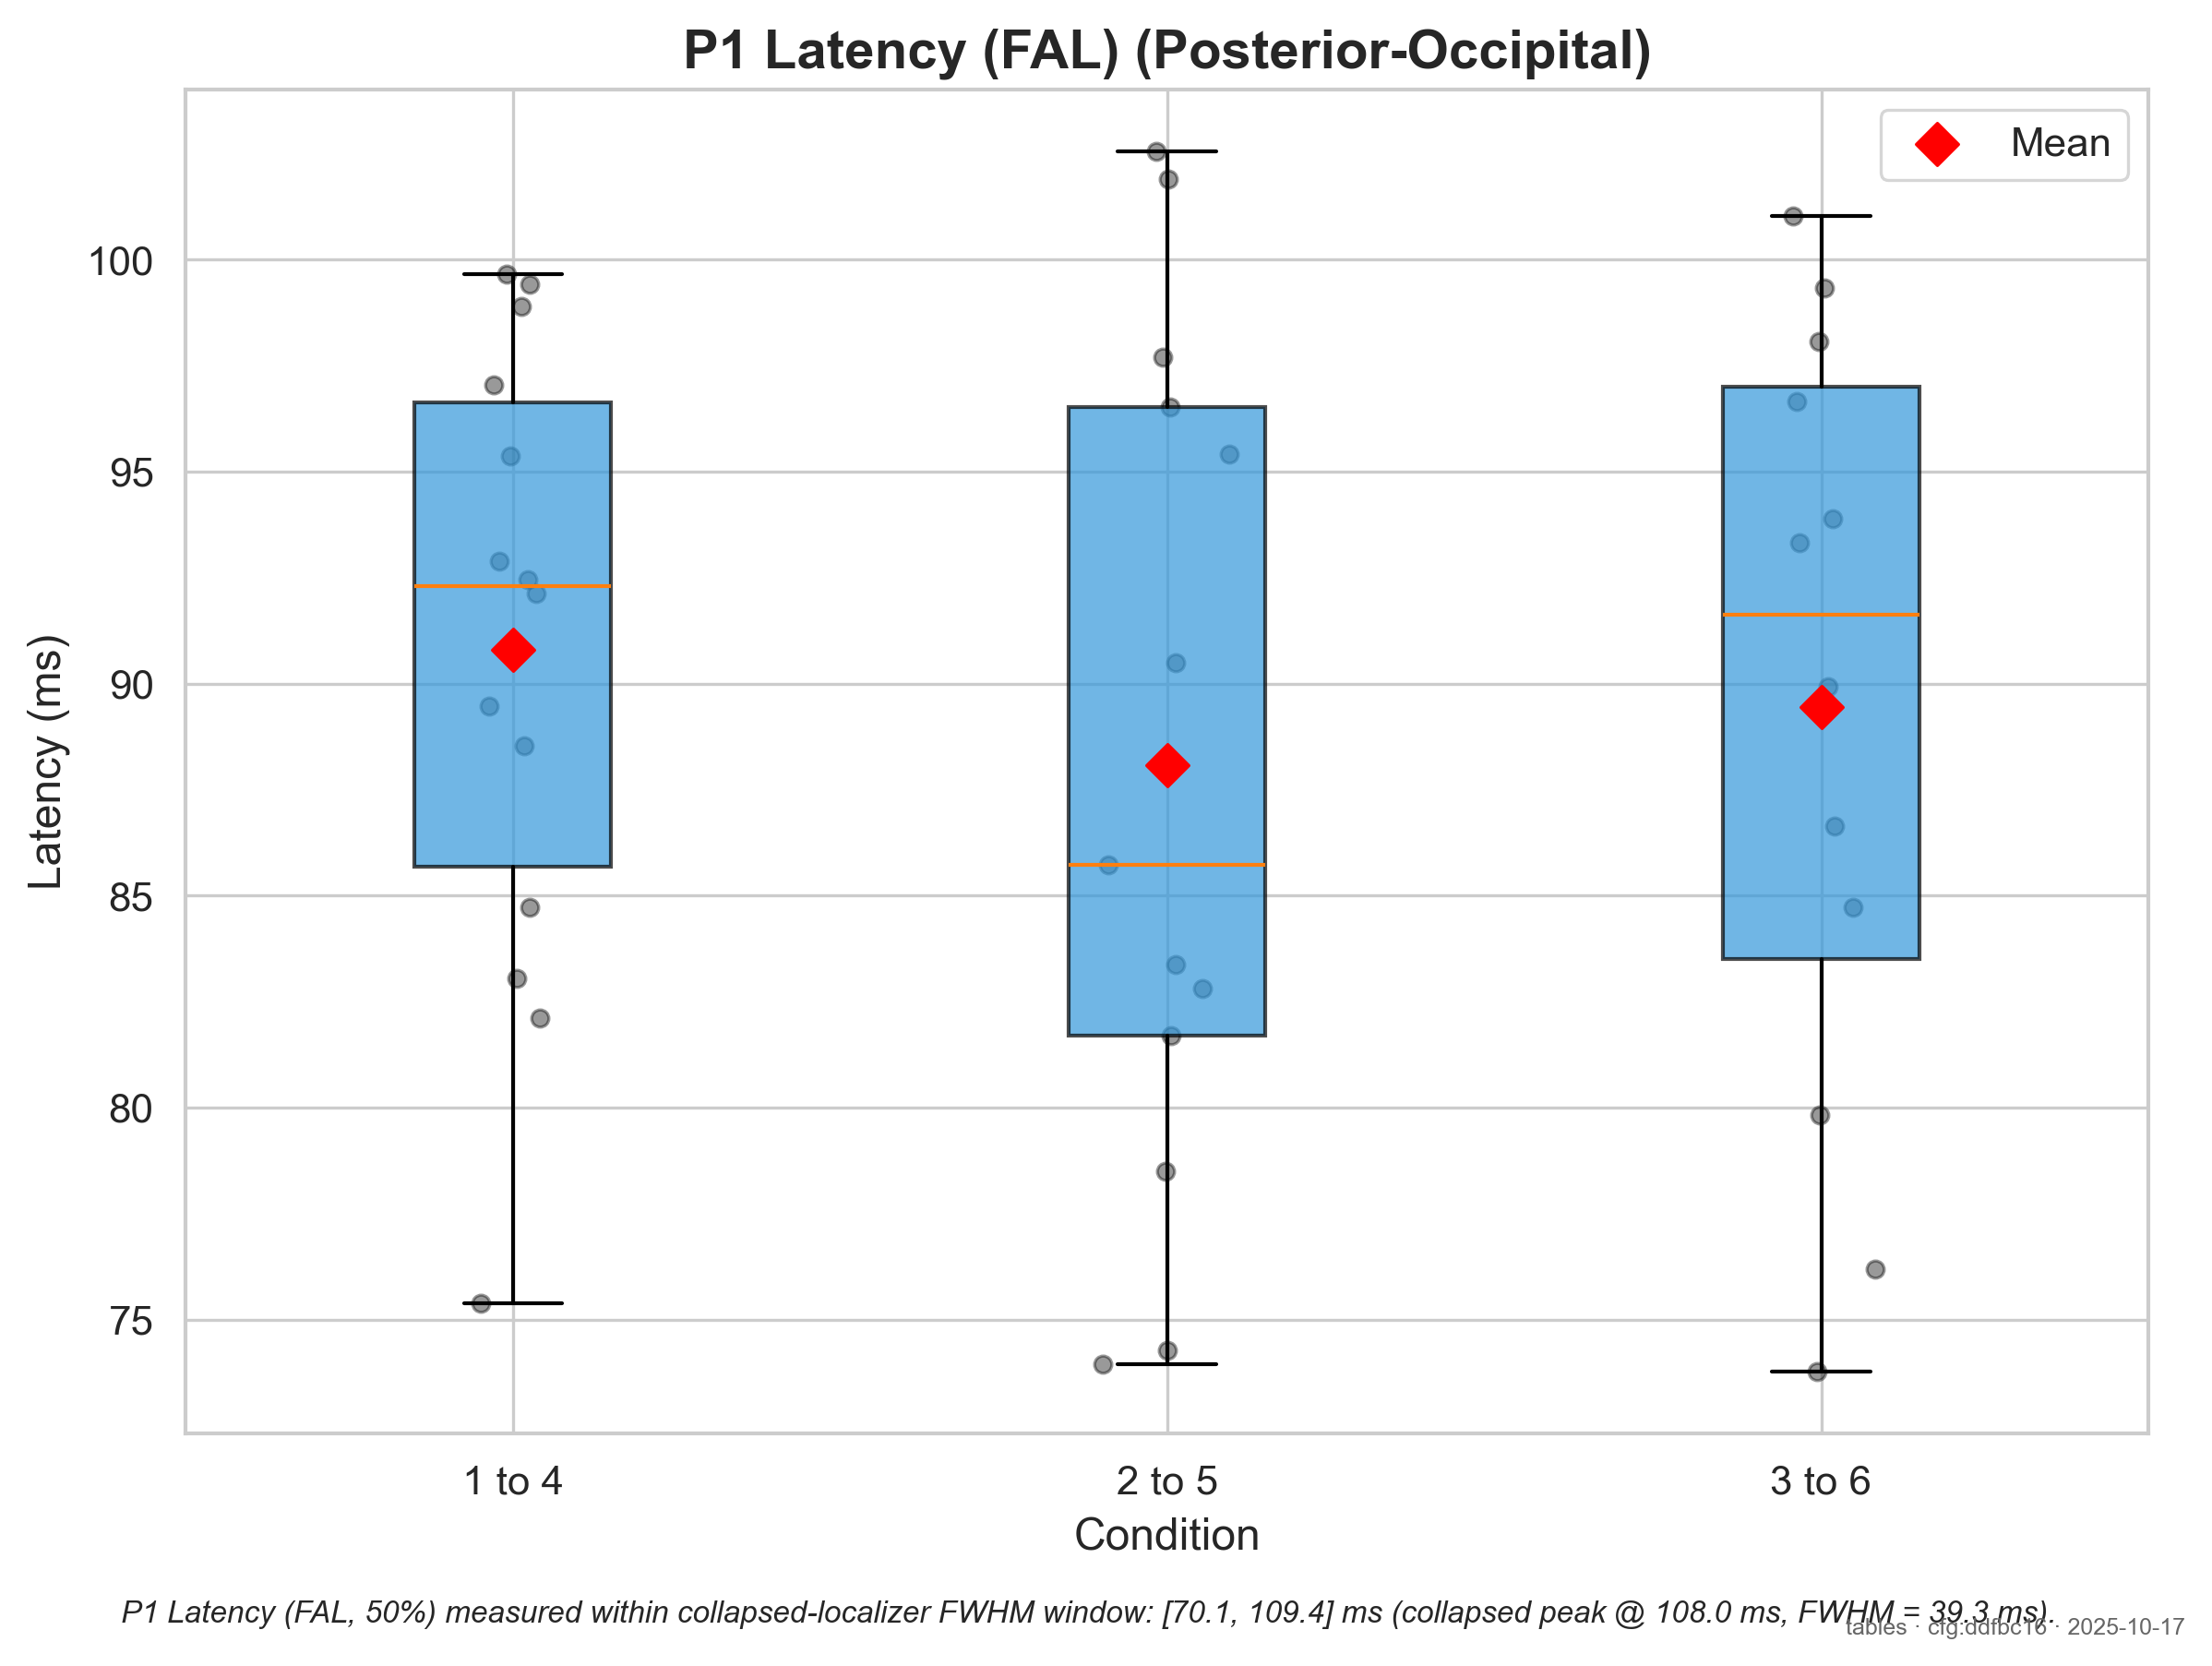 P1 Latency (FAL) (Posterior-Occipital)
Mean
100
95
90
85
80
75
Latency (ms)
1 to 4
2 to 5
3 to 6
Condition
P1 Latency (FAL, 50%) measured within collapsed-localizer FWHM window: [70.1, 109.4] ms (collapsed peak @ 108.0 ms, FWHM = 39.3 ms).
tables · cfg:ddfbc16 · 2025-10-17